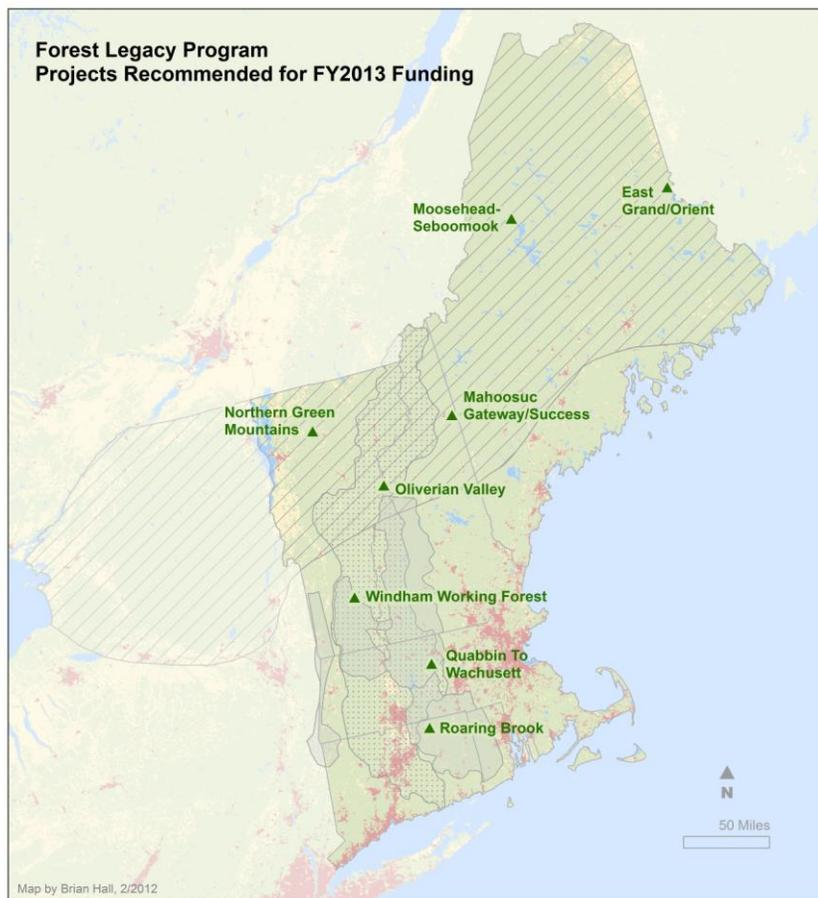 Forest Legacy Program
Projects Recommended for FY2013 Funding
East
Grand/Orient
Moosehead-
Seboomook
Mahoosuc
Gateway/Success
Northern Green
Mountains
Oliverian Valley
Windham Working Forest
Quabbin To
Wachusett
Roaring Brook
N
50 Miles
Map by Brian Hall, 2/2012